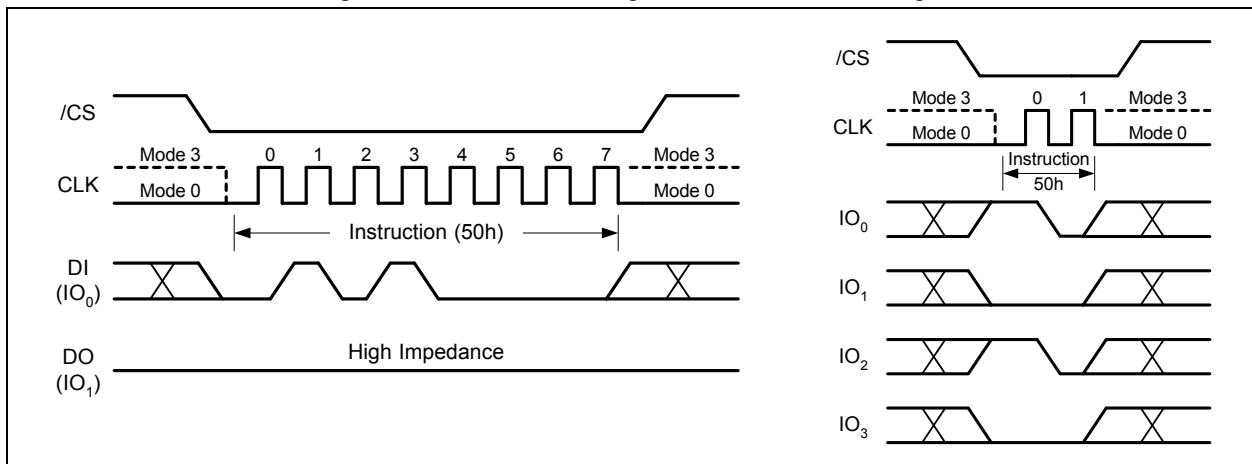 /CS
Mode 3 0 1 2 3 4 5 6 7 Mode 3
CLK
Mode 0 Mode 0
Instruction (50h)
DI
(IO₀)
DO High Impedance
(IO₁)
/CS
Mode 3 0 1 Mode 3
CLK
Mode 0 Mode 0
Instruction
50h
IO₀
IO₁
IO₂
IO₃